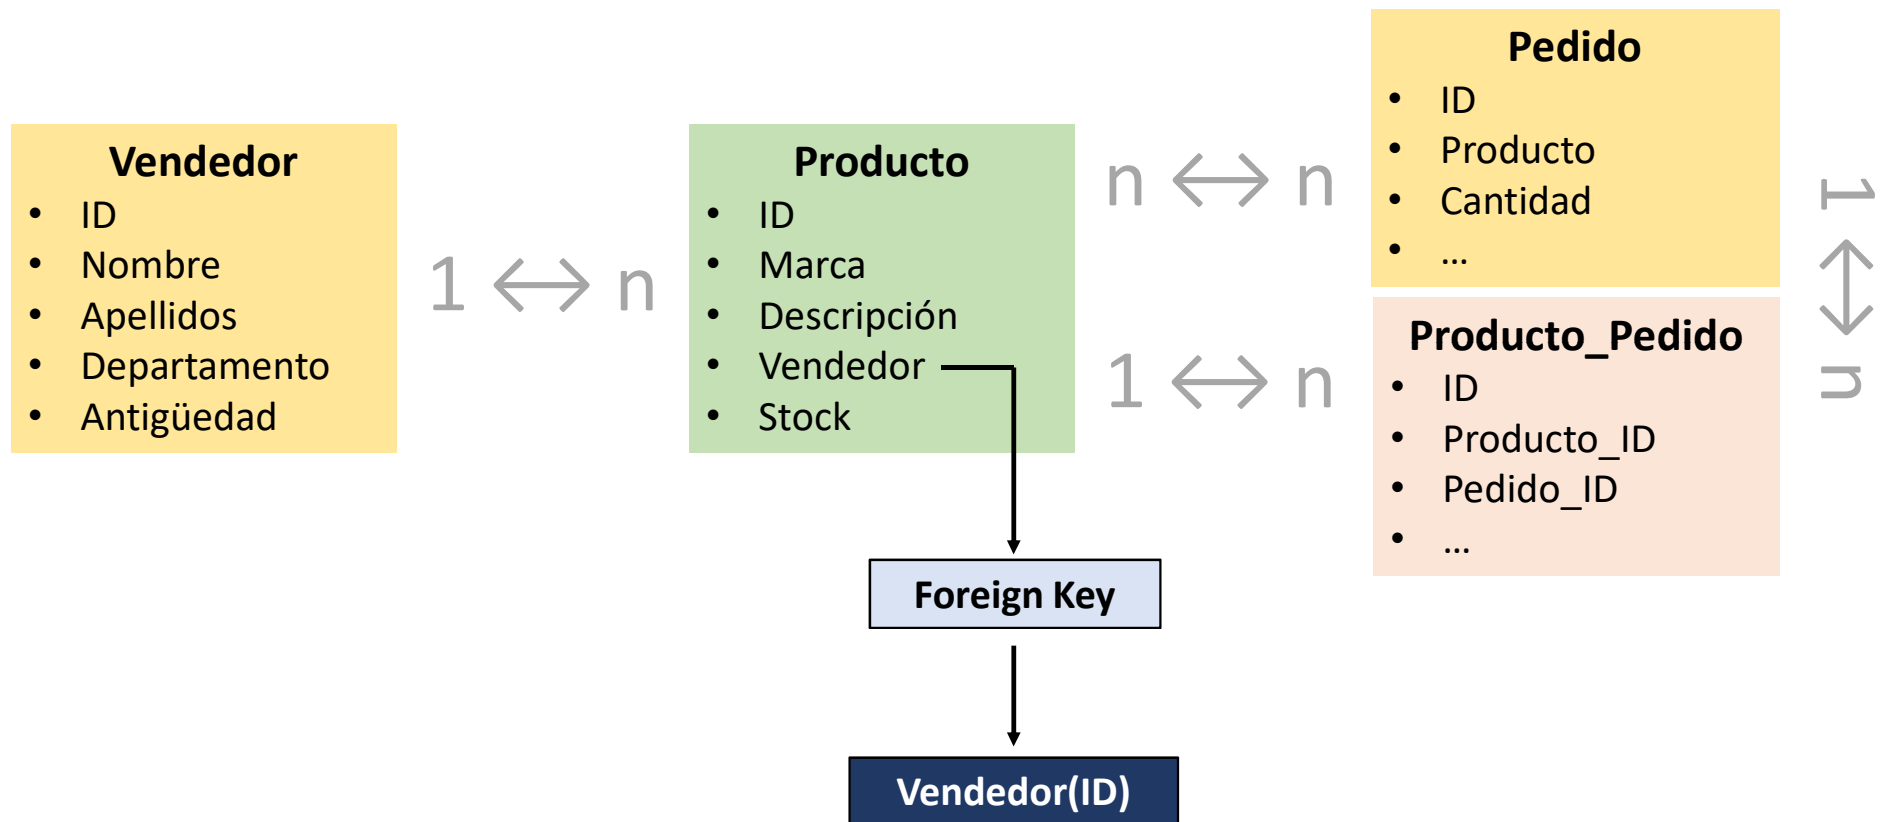 Vendedor
• ID
• Nombre
• Apellidos
• Departamento
• Antigüedad
1 ↔ n
Producto
• ID
• Marca
• Descripción
• Vendedor
• Stock
n ↔ n
1 ↔ n
Pedido
• ID
• Producto
• Cantidad
• ...
Producto_Pedido
• ID
• Producto_ID
• Pedido_ID
• ...
1 ↔ n
Foreign Key
Vendedor(ID)